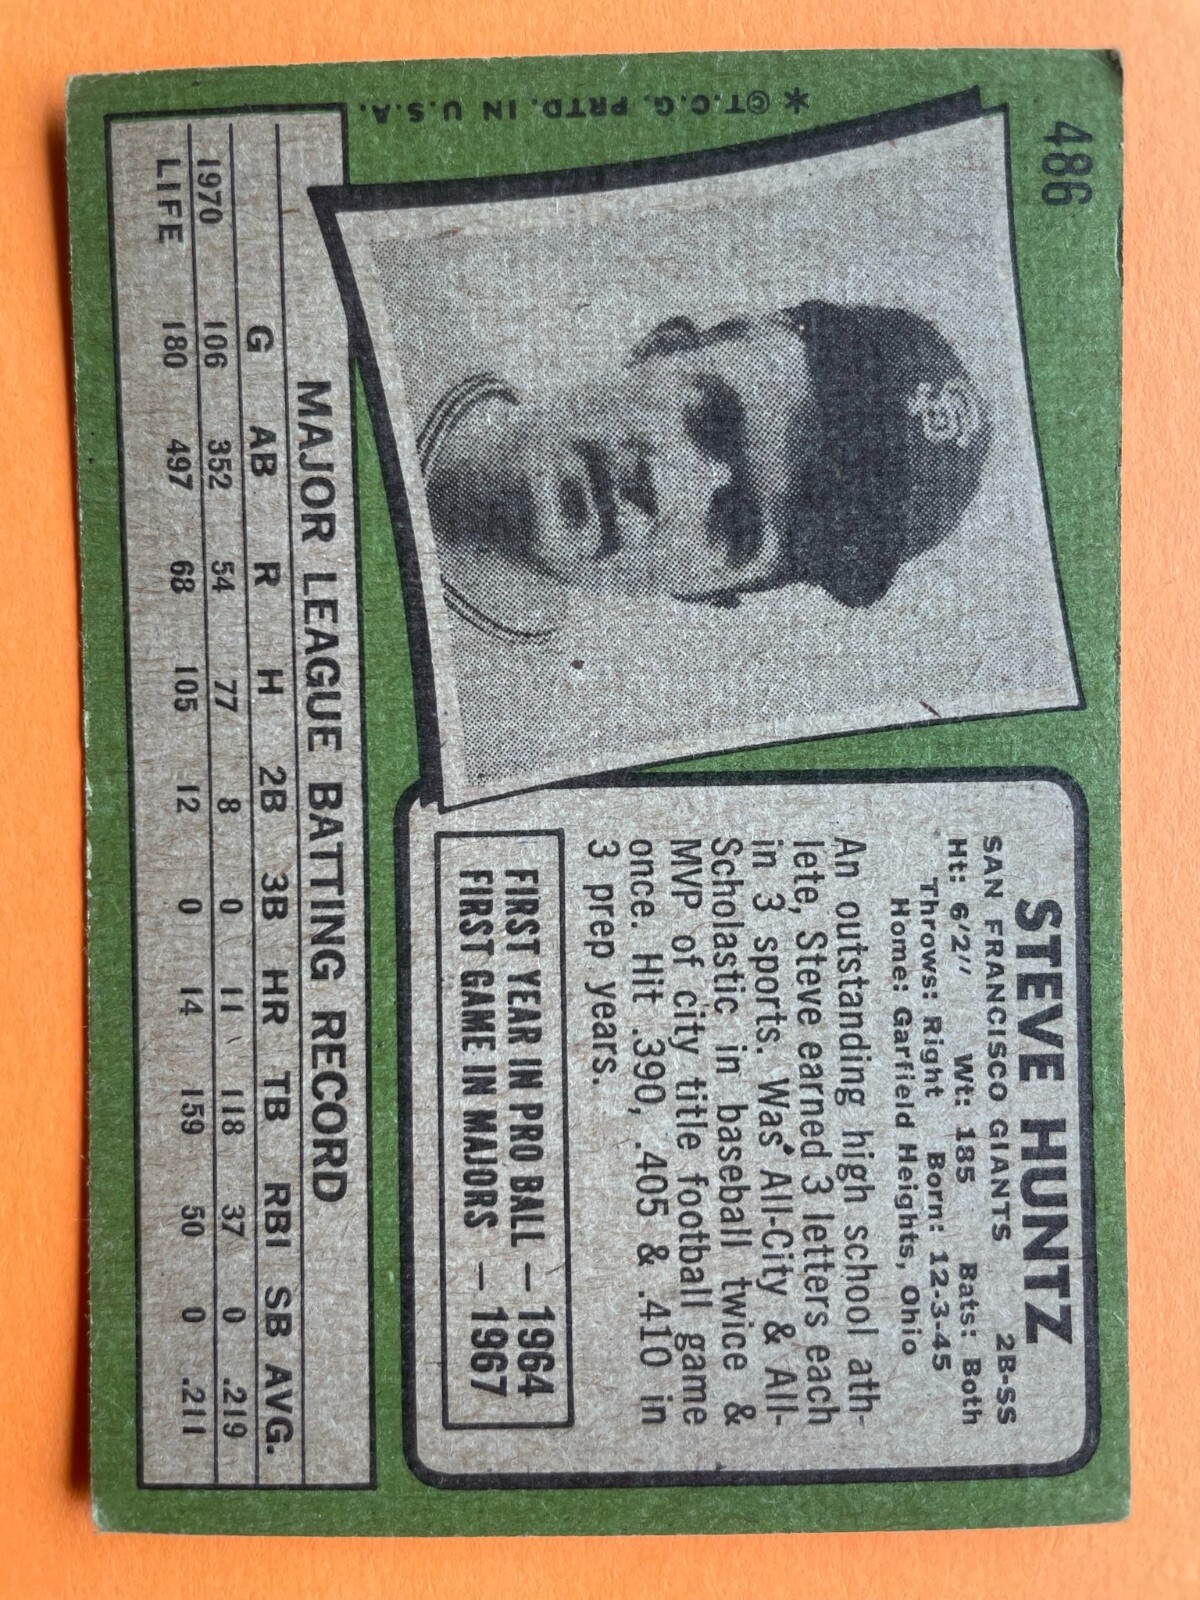 486
STEVE HUNTZ
SAN FRANCISCO GIANTS 2B-SS
Ht: 6'2" Wt: 185 Bats: Both
Throws: Right Born: 12-3-45
Home: Garfield Heights, Ohio
An outstanding high school ath-
lete, Steve earned 3 letters each
in 3 sports. Was All-City & All-
Scholastic in baseball twice &
MVP of city title football game
once. Hit .390, .405 & .410 in
3 prep years.
FIRST YEAR IN PRO BALL — 1964
FIRST GAME IN MAJORS — 1967
SF
* ©T.C.G. PRTD. IN U.S.A.
MAJOR LEAGUE BATTING RECORD
G AB R H 2B 3B HR TB RBI SB AVG.
1970 106 352 54 77 8 0 11 118 37 0 .219
LIFE 180 497 68 105 12 0 14 159 50 0 .211